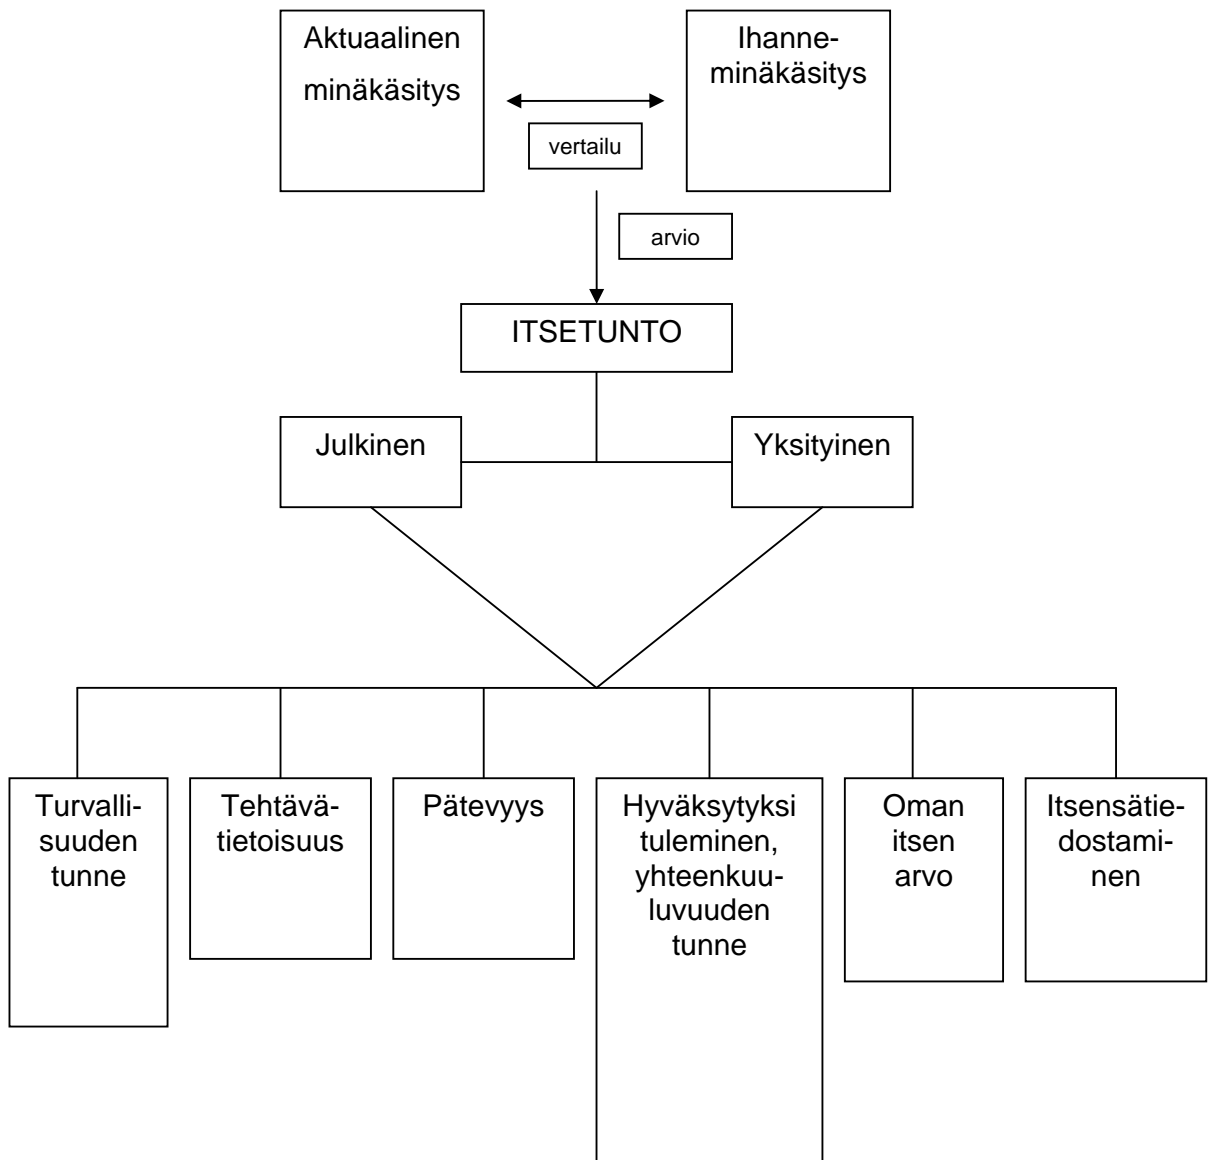 Aktuaalinen
minäkäsitys
Ihanne-
minäkäsitys
vertailu
arvio
ITSETUNTO
Julkinen
Yksityinen
Turvalli-
suuden
tunne
Tehtävä-
tietoisuus
Pätevyys
Hyväksytyksi
tuleminen,
yhteenkuu-
luvuuden
tunne
Oman
itsen
arvo
Itsensätie-
dostami-
nen